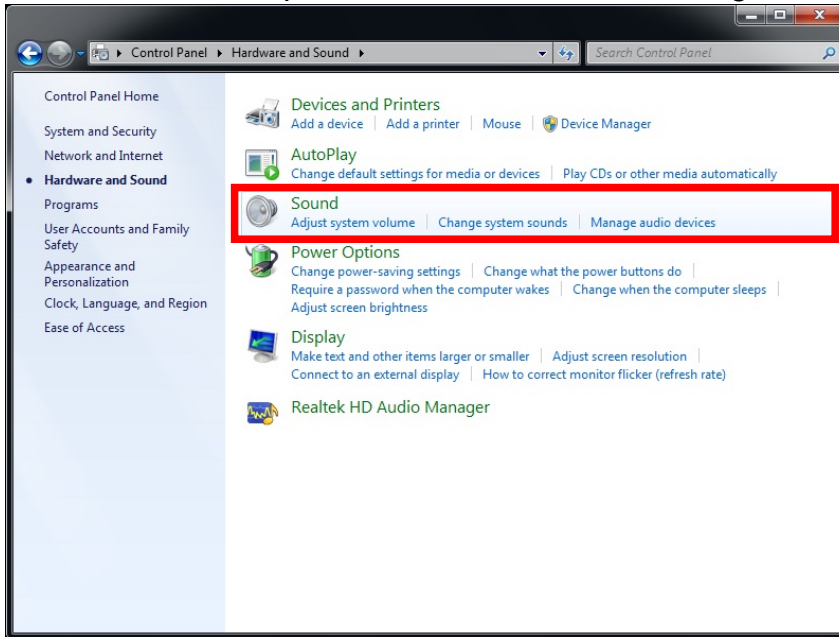 Control Panel Hardware and Sound Search Control Panel
Control Panel Home
System and Security
Network and Internet
Hardware and Sound
Programs
User Accounts and Family
Safety
Appearance and
Personalization
Clock, Language, and Region
Ease of Access
Devices and Printers
Add a device Add a printer Mouse Device Manager
AutoPlay
Change default settings for media or devices Play CDs or other media automatically
Sound
Adjust system volume Change system sounds Manage audio devices
Power Options
Change power-saving settings Change what the power buttons do
Require a password when the computer wakes Change when the computer sleeps
Adjust screen brightness
Display
Make text and other items larger or smaller Adjust screen resolution
Connect to an external display How to correct monitor flicker (refresh rate)
Realtek HD Audio Manager